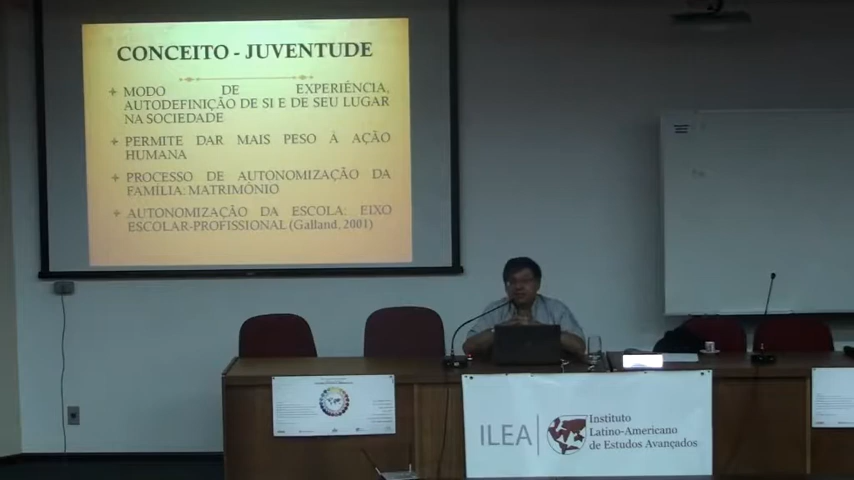 CONCEITO - JUVENTUDE
MODO DE EXPERIÊNCIA,
AUTODEFINIÇÃO DE SI E DE SEU LUGAR
NA SOCIEDADE
PERMITE DAR MAIS PESO À AÇÃO
HUMANA
PROCESSO DE AUTONOMIZAÇÃO DA
FAMÍLIA: MATRIMÔNIO
AUTONOMIZAÇÃO DA ESCOLA: EIXO
ESCOLAR-PROFISSIONAL (Galland, 2001)
ILEA
Instituto
Latino-Americano
de Estudos Avançados